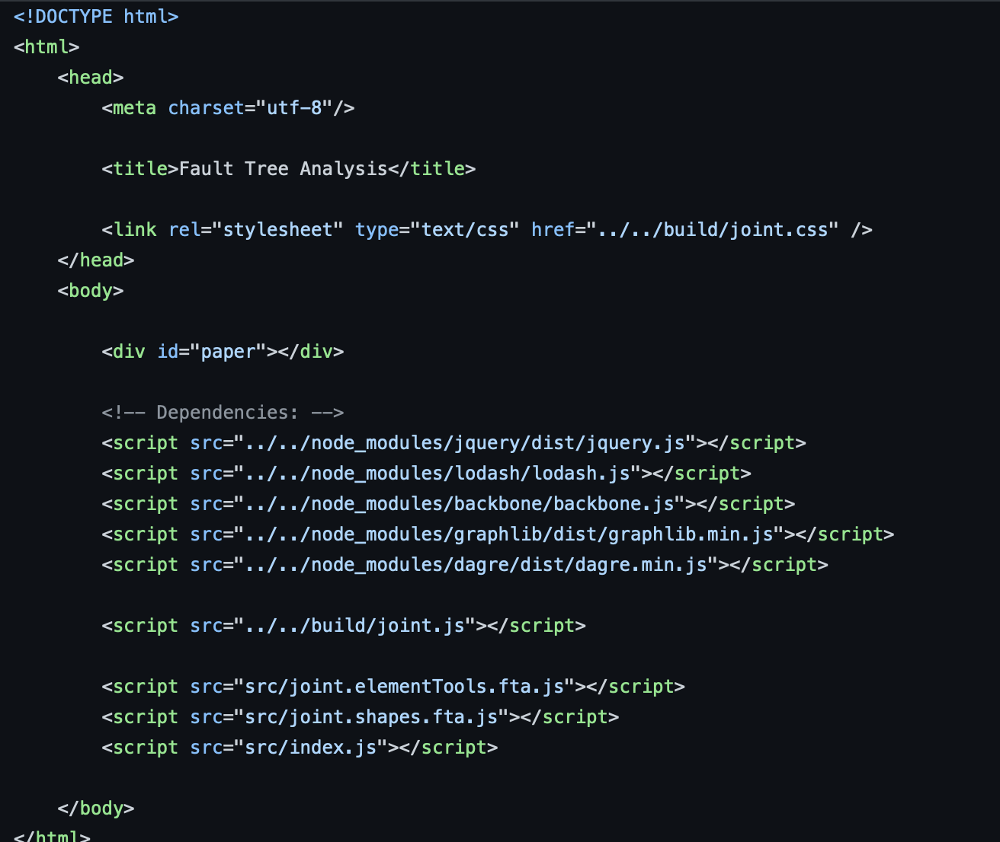 <!DOCTYPE html>
<html>
    <head>
        <meta charset="utf-8"/>

        <title>Fault Tree Analysis</title>

        <link rel="stylesheet" type="text/css" href="../../build/joint.css" />
    </head>
    <body>

        <div id="paper"></div>

        <!-- Dependencies: -->
        <script src="../../node_modules/jquery/dist/jquery.js"></script>
        <script src="../../node_modules/lodash/lodash.js"></script>
        <script src="../../node_modules/backbone/backbone.js"></script>
        <script src="../../node_modules/graphlib/dist/graphlib.min.js"></script>
        <script src="../../node_modules/dagre/dist/dagre.min.js"></script>

        <script src="../../build/joint.js"></script>

        <script src="src/joint.elementTools.fta.js"></script>
        <script src="src/joint.shapes.fta.js"></script>
        <script src="src/index.js"></script>

    </body>
</html>